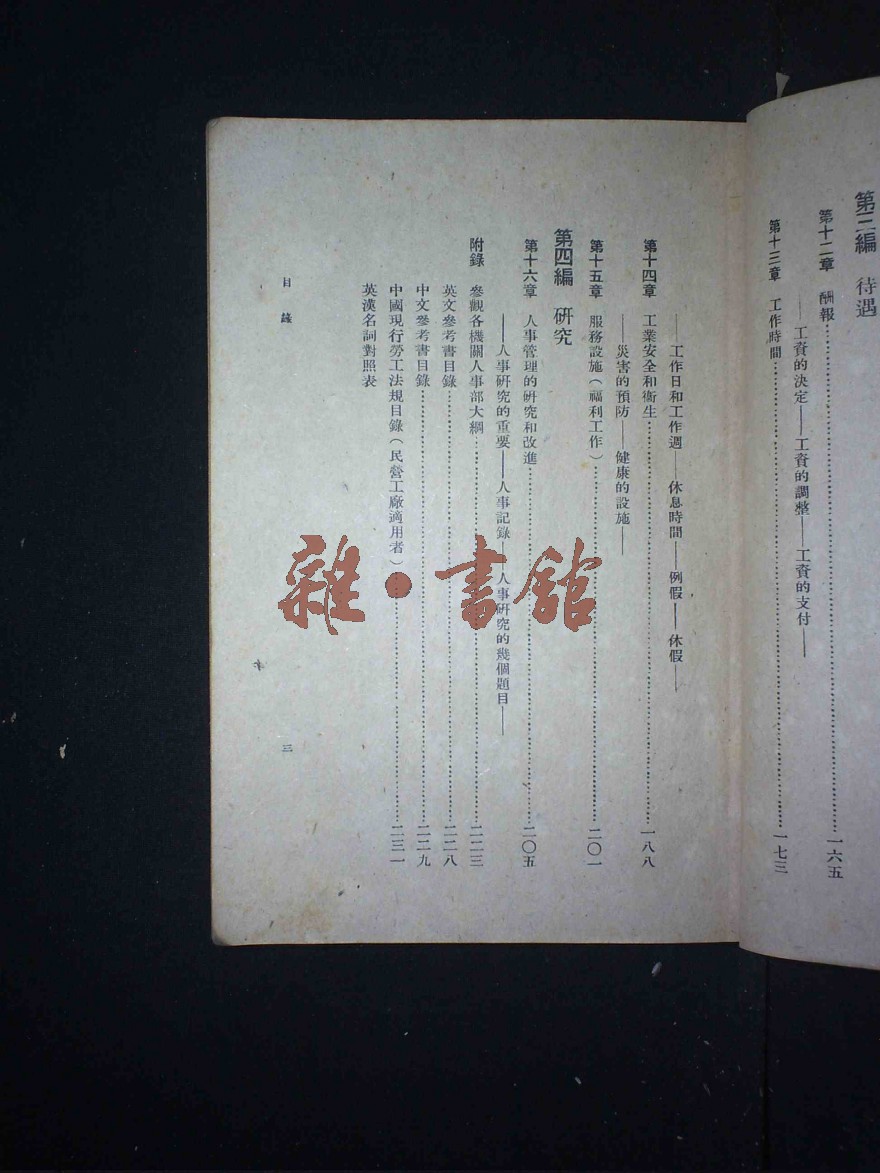 第三編　待遇
第十二章　酬報……一六五
——工資的決定——工資的調整——工資的支付——
第十三章　工作時間……一七三
——工作日和工作週——休息時間——例假——休假——
第十四章　工業安全和衞生……一八八
——災害的預防——健康的設施——
第十五章　服務設施（福利工作）……二〇一
第四編　研究
第十六章　人事管理的研究和改進……二〇五
——人事研究的重要——人事記錄——人事研究的幾個題目——
附錄　參觀各機關人事部大綱……二二三
英文參考書目錄……二二八
中文參考書目錄……二二九
中國現行勞工法規目錄（民營工廠適用者）……二三一
英漢名詞對照表
目錄
三
雜·書館